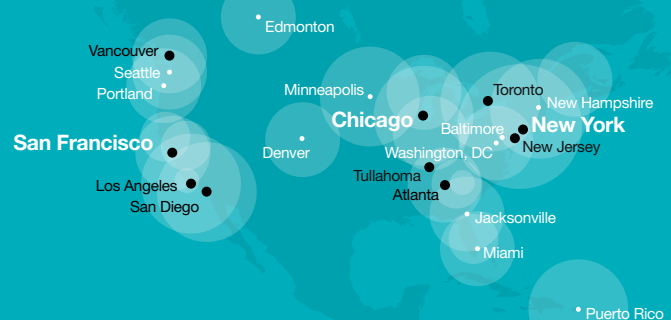 Edmonton
Vancouver
Seattle
Portland
Minneapolis
Toronto
New Hampshire
Chicago
New York
Baltimore
San Francisco
Denver
Washington, DC
New Jersey
Tullahoma
Los Angeles
Atlanta
San Diego
Jacksonville
Miami
Puerto Rico